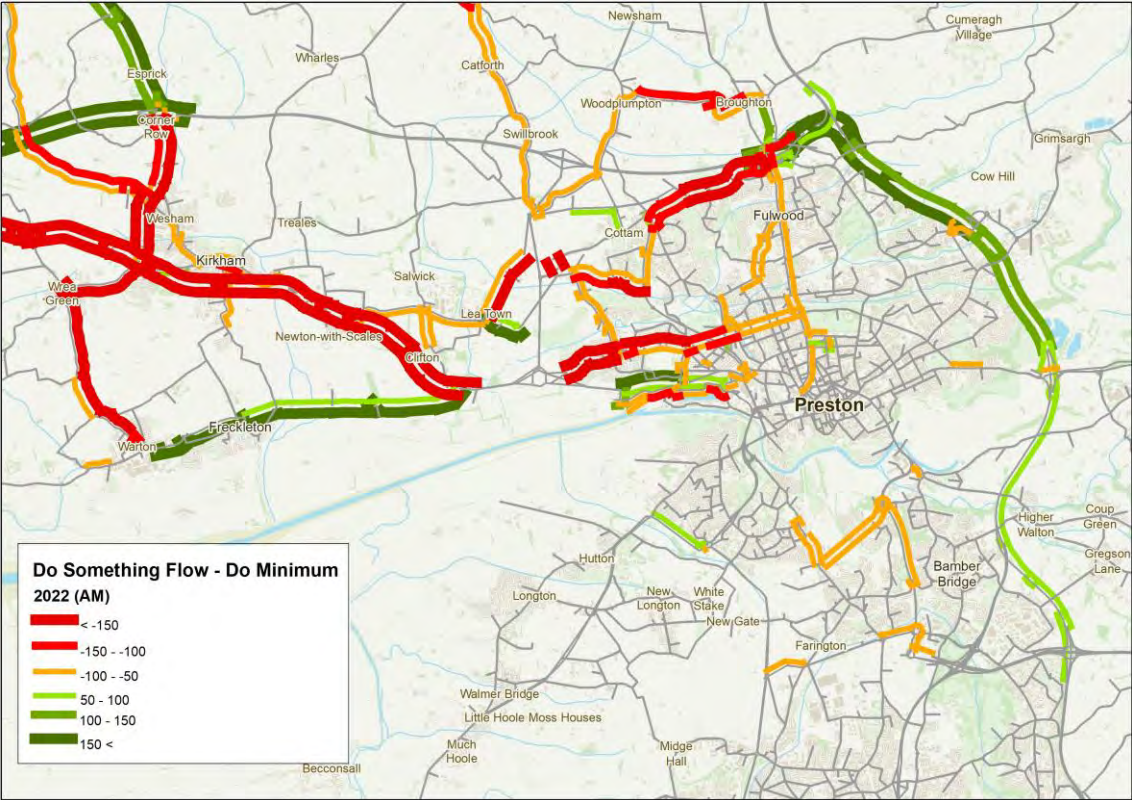 Newsham
Cumeragh
Village
Wharles
Catforth
Esprick
Woodplumpton
Broughton
Corner
Row
Swillbrook
Grimsargh
Cow Hill
Wesham
Treales
Cottam
Fulwood
Kirkham
Salwick
Wrea
Green
Lea Town
Newton-with-Scales
Clifton
Preston
Freckleton
Warton
Higher
Walton
Coup
Green
Gregson
Lane
Hutton
Bamber
Bridge
Longton
New
Longton
White
Stake
New Gate
Farington
Walmer Bridge
Little Hoole Moss Houses
Much
Hoole
Midge
Hall
Becconsall
Do Something Flow - Do Minimum
2022 (AM)
< -150
-150 - -100
-100 - -50
50 - 100
100 - 150
150 <